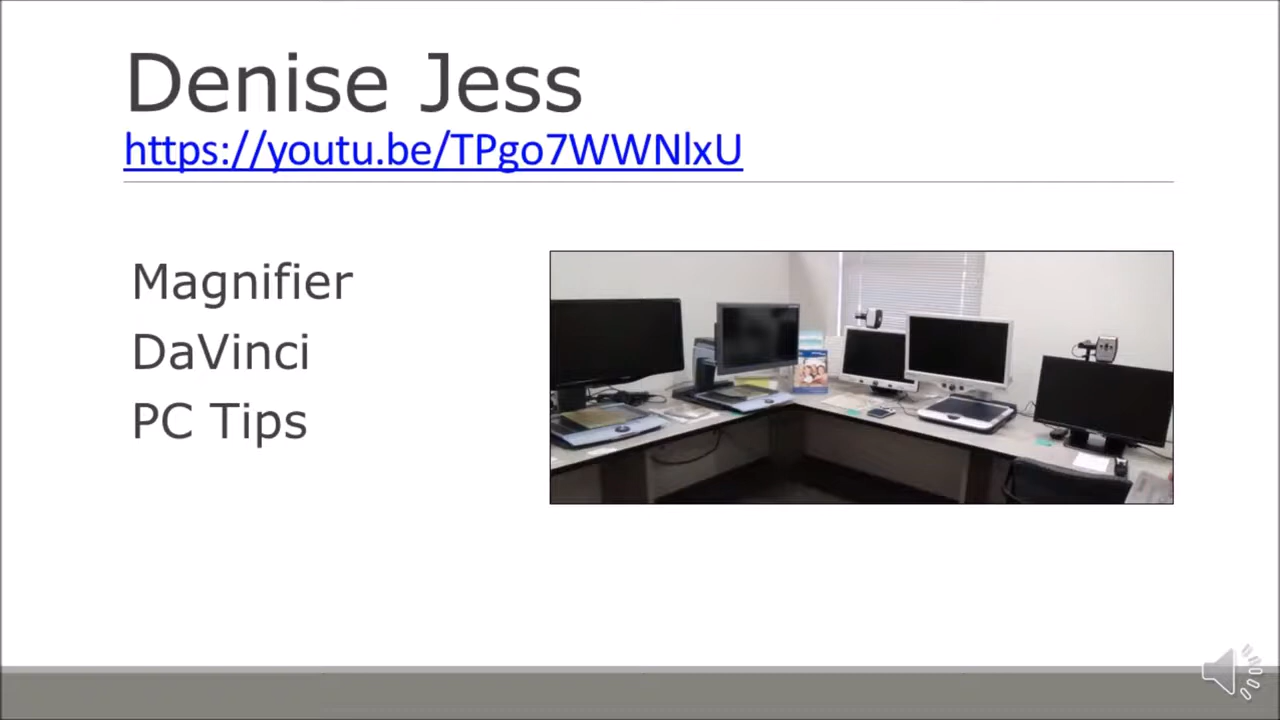 Denise Jess
https://youtu.be/TPgo7WWNlxU
Magnifier
DaVinci
PC Tips